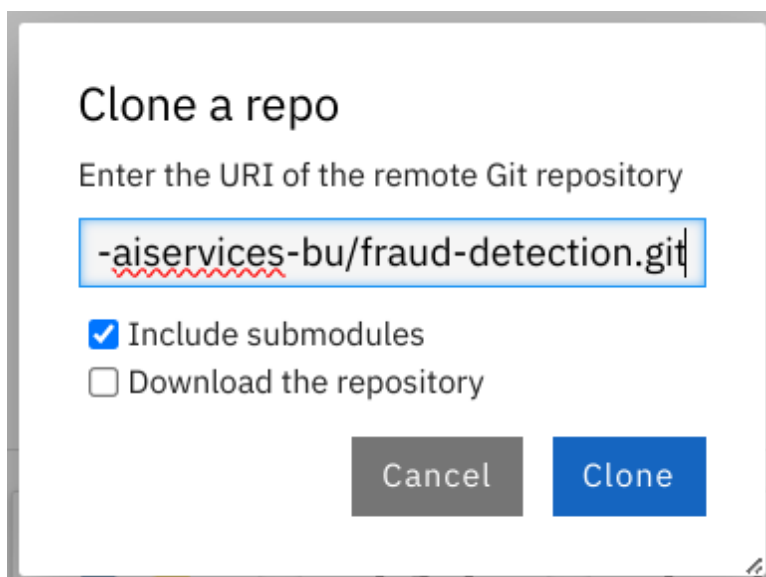 Clone a repo
Enter the URI of the remote Git repository
-aiservices-bu/fraud-detection.git
Include submodules
Download the repository
Cancel Clone